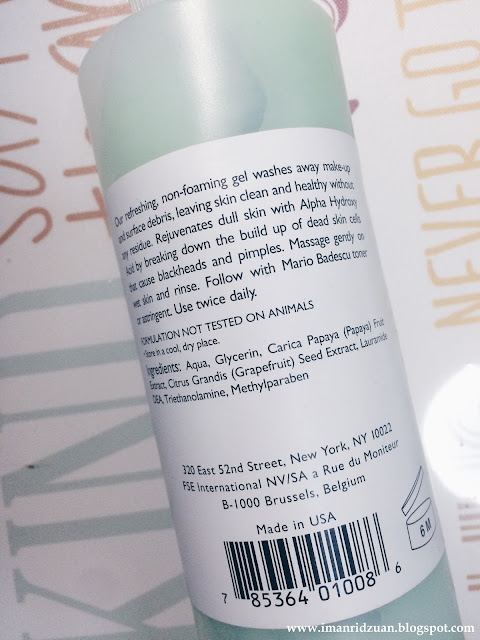 Our refreshing, non-foaming gel washes away make-up
and surface debris, leaving skin clean and healthy without
any residue. Rejuvenates dull skin with Alpha Hydroxy
Acid by breaking down the build up of dead skin cells
that cause blackheads and pimples. Massage gently on
wet skin and rinse. Follow with Mario Badescu toner
or astringent. Use twice daily.
FORMULATION NOT TESTED ON ANIMALS
• Store in a cool, dry place.
Ingredients: Aqua, Glycerin, Carica Papaya (Papaya) Fruit
Extract, Citrus Grandis (Grapefruit) Seed Extract, Lauramide
DEA, Triethanolamine, Methylparaben
320 East 52nd Street, New York, NY 10022
FSE International NV/SA a Rue du Moniteur
B-1000 Brussels, Belgium
Made in USA
6M
7 85364 01008 6
NEVER GO T
www.imanridzuan.blogspot.com